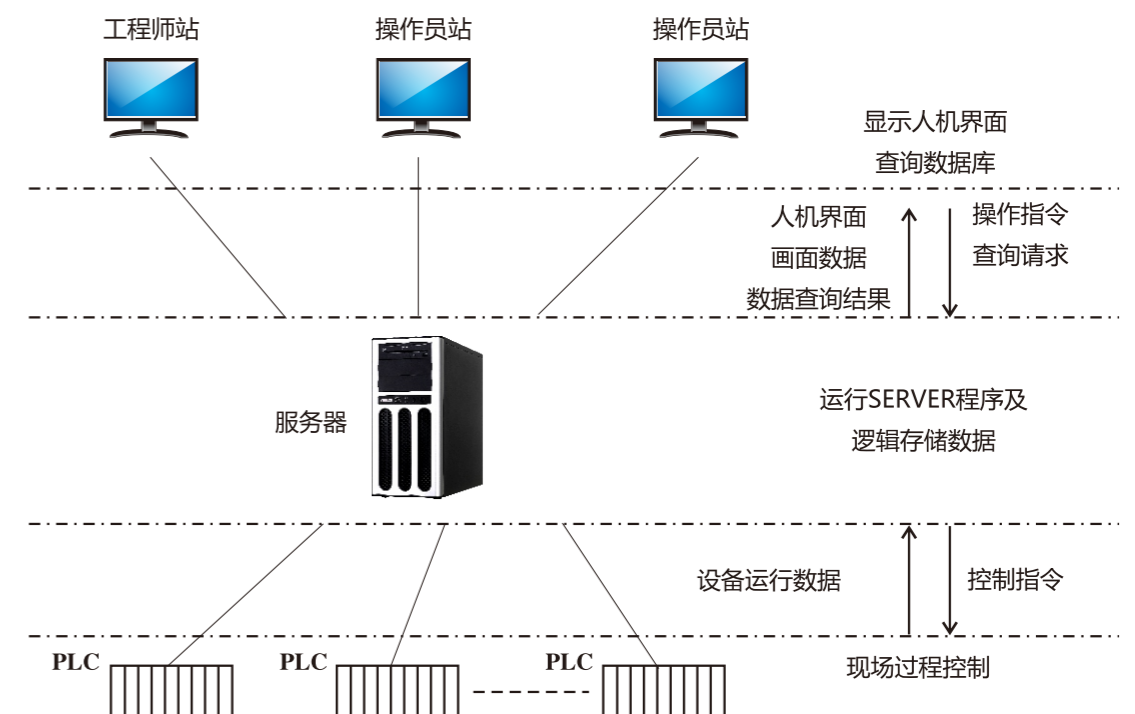 工程师站
操作员站
操作员站
显示人机界面
查询数据库
人机界面
画面数据
数据查询结果
操作指令
查询请求
服务器
运行SERVER程序及
逻辑存储数据
设备运行数据
控制指令
PLC
PLC
PLC
现场过程控制